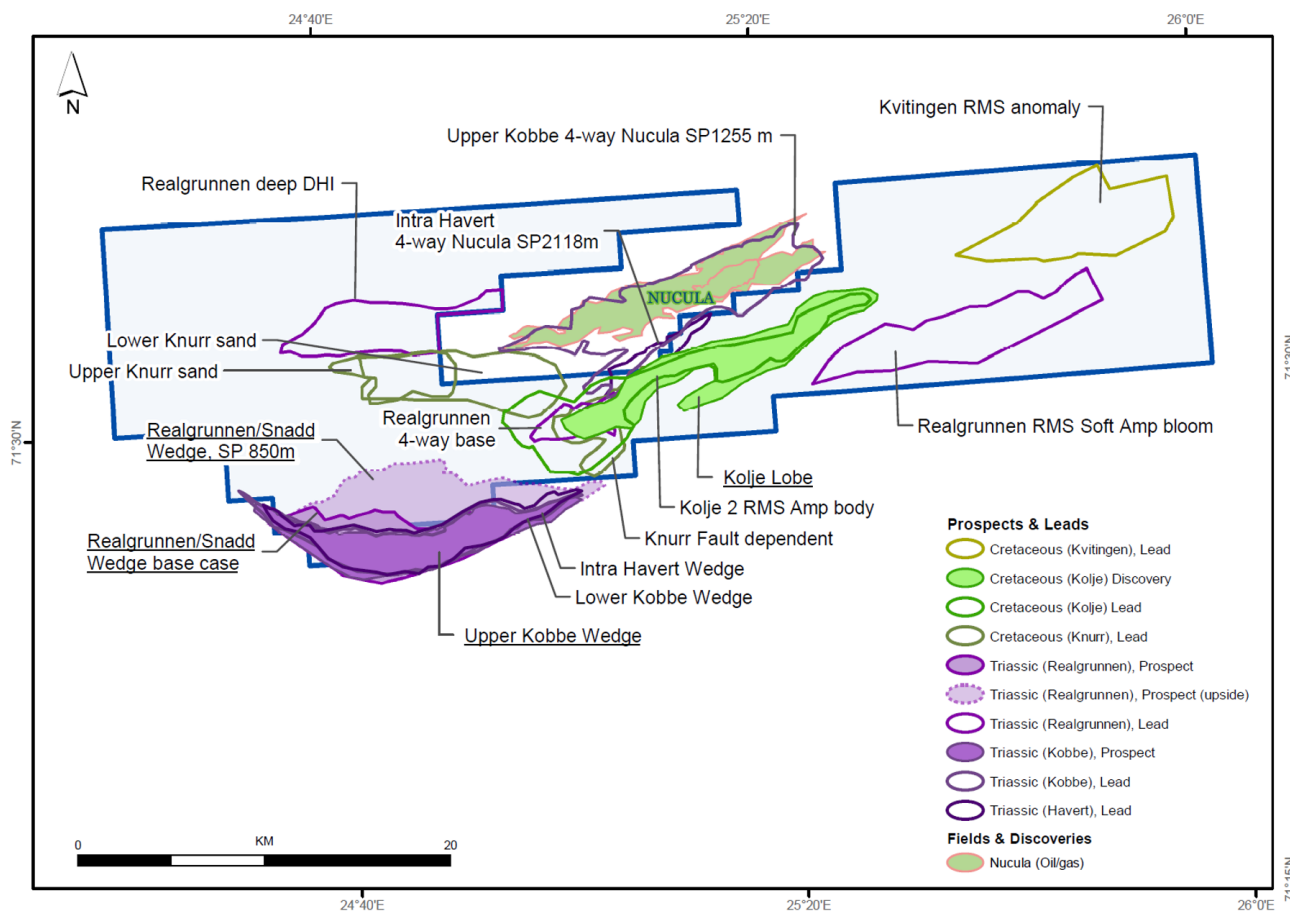 24°40'E
25°20'E
26°0'E
N
Kvitingen RMS anomaly
Upper Kobbe 4-way Nucula SP1255 m
Realgrunnen deep DHI
Intra Havert
4-way Nucula SP2118m
NUCULA
Lower Knurr sand
Upper Knurr sand
71°30'N
71°30'N
Realgrunnen
4-way base
Realgrunnen RMS Soft Amp bloom
Realgrunnen/Snadd
Wedge, SP 850m
Kolje Lobe
Kolje 2 RMS Amp body
Knurr Fault dependent
Realgrunnen/Snadd
Wedge base case
Intra Havert Wedge
Lower Kobbe Wedge
Upper Kobbe Wedge
Prospects & Leads
Cretaceous (Kvitingen), Lead
Cretaceous (Kolje) Discovery
Cretaceous (Kolje) Lead
Cretaceous (Knurr), Lead
Triassic (Realgrunnen), Prospect
Triassic (Realgrunnen), Prospect (upside)
Triassic (Realgrunnen), Lead
Triassic (Kobbe), Prospect
Triassic (Kobbe), Lead
Triassic (Havert), Lead
Fields & Discoveries
Nucula (Oil/gas)
0
KM
20
71°15'N
24°40'E
25°20'E
26°0'E